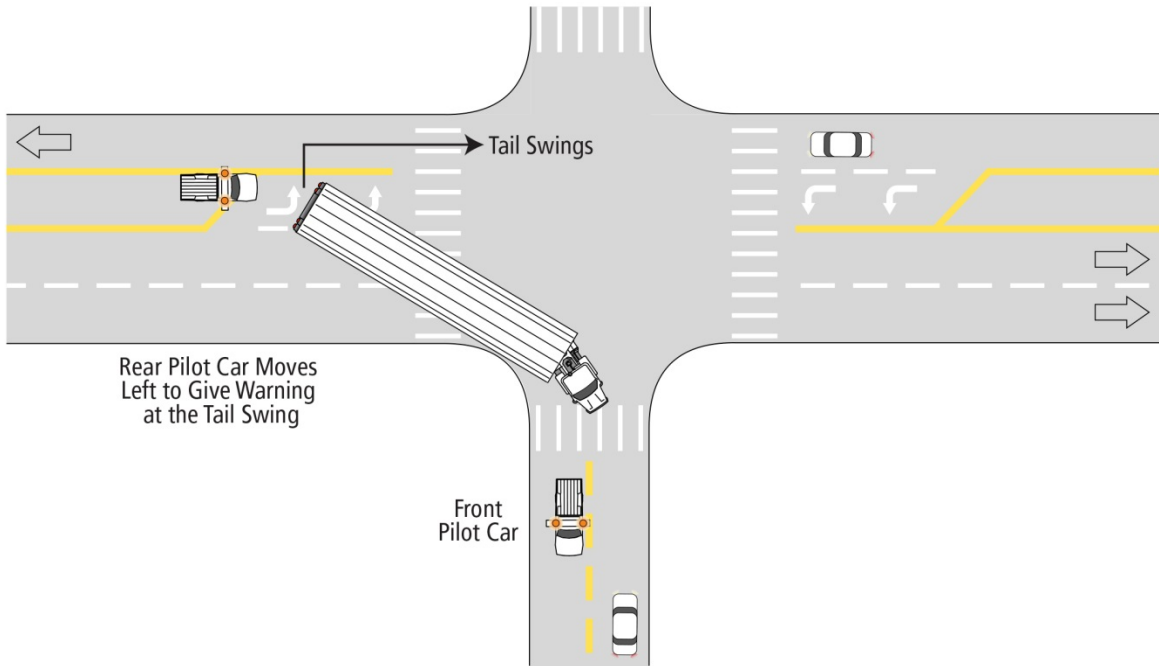 Tail Swings
Rear Pilot Car Moves
Left to Give Warning
at the Tail Swing
Front
Pilot Car